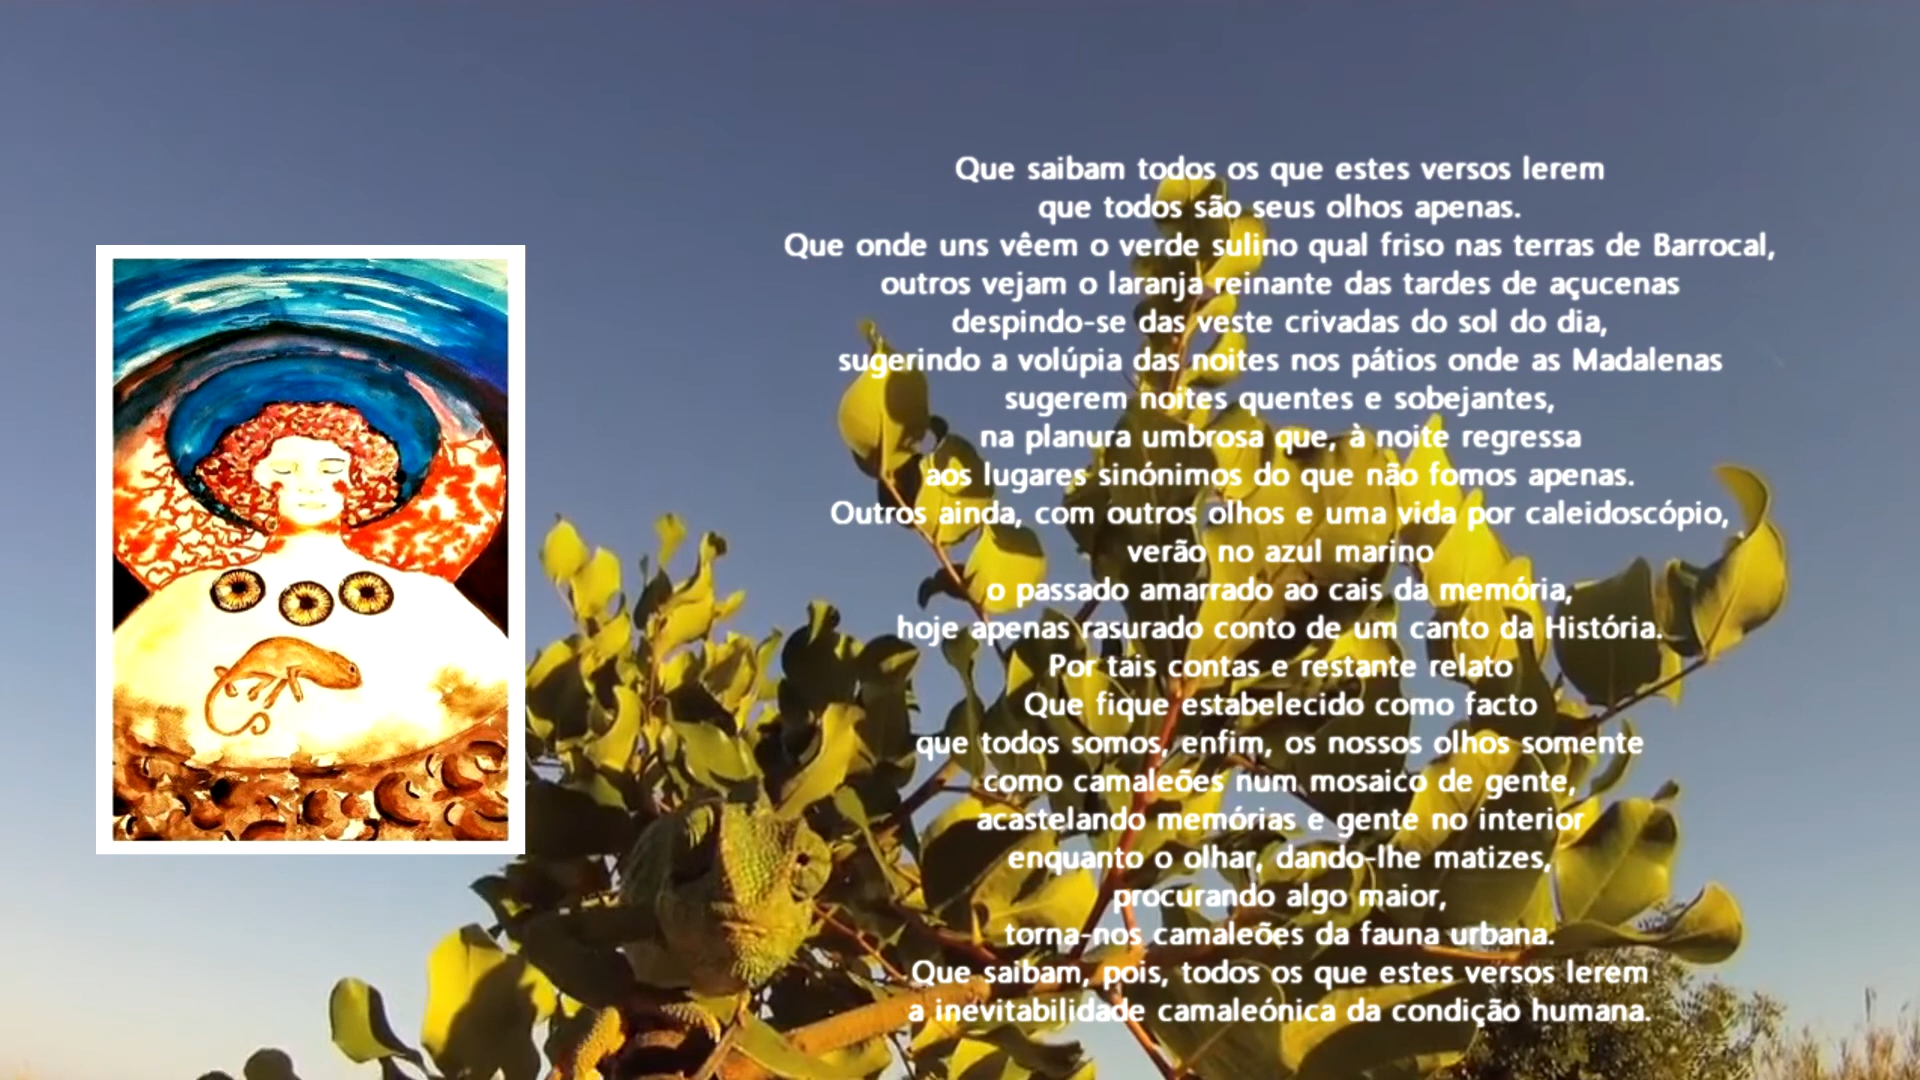 Que saibam todos os que estes versos lerem
que todos são seus olhos apenas.
Que onde uns vêem o verde sulino qual friso nas terras de Barrocal,
outros vejam o laranja reinante das tardes de açucenas
despindo-se das veste crivadas do sol do dia,
sugerindo a volúpia das noites nos pátios onde as Madalenas
sugerem noites quentes e sobejantes,
na planura umbrosa que, à noite regressa
aos lugares sinónimos do que não fomos apenas.
Outros ainda, com outros olhos e uma vida por caleidoscópio,
verão no azul marino
o passado amarrado ao cais da memória,
hoje apenas rasurado conto de um canto da História.
Por tais contas e restante relato
Que fique estabelecido como facto
que todos somos, enfim, os nossos olhos somente
como camaleões num mosaico de gente,
acastelando memórias e gente no interior
enquanto o olhar, dando-lhe matizes,
procurando algo maior,
torna-nos camaleões da fauna urbana.
Que saibam, pois, todos os que estes versos lerem
a inevitabilidade camaleónica da condição humana.